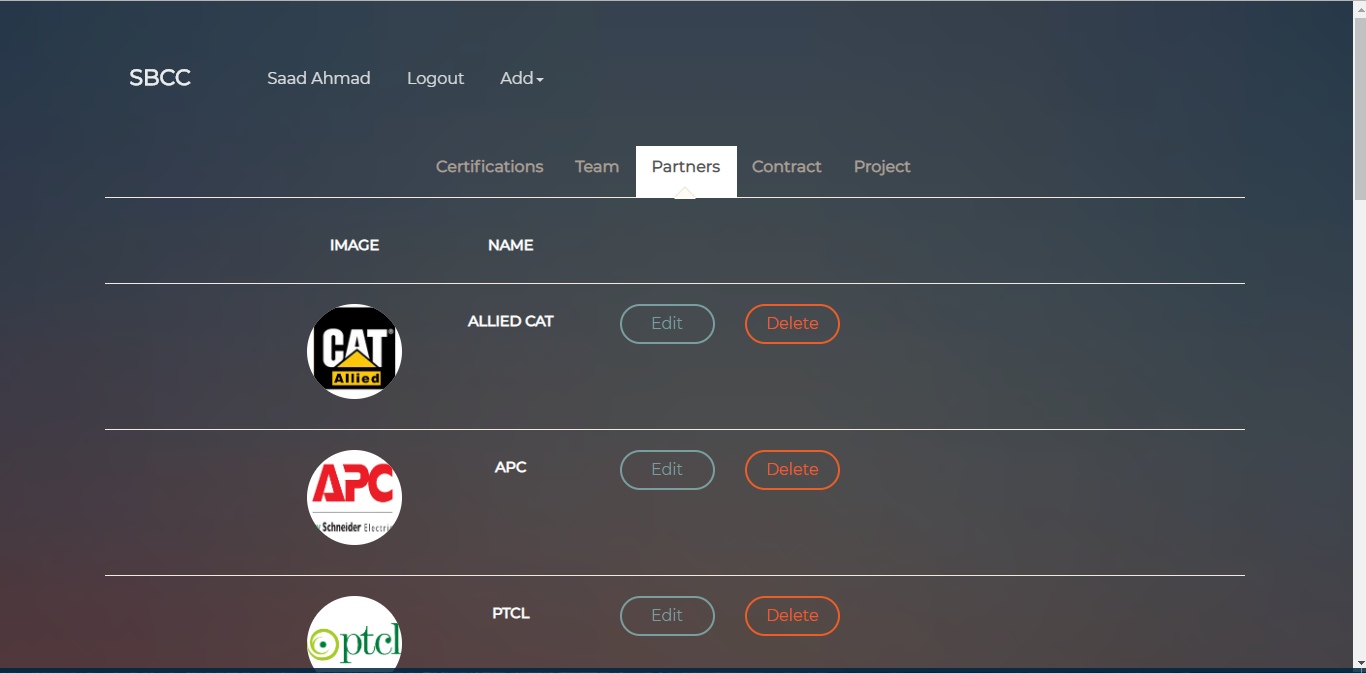 SBCC Saad Ahmad Logout Add
Certifications Team Partners Contract Project
IMAGE NAME
CAT
Allied
ALLIED CAT Edit Delete
APC
Schneider Electric
APC Edit Delete
ptcl
PTCL Edit Delete